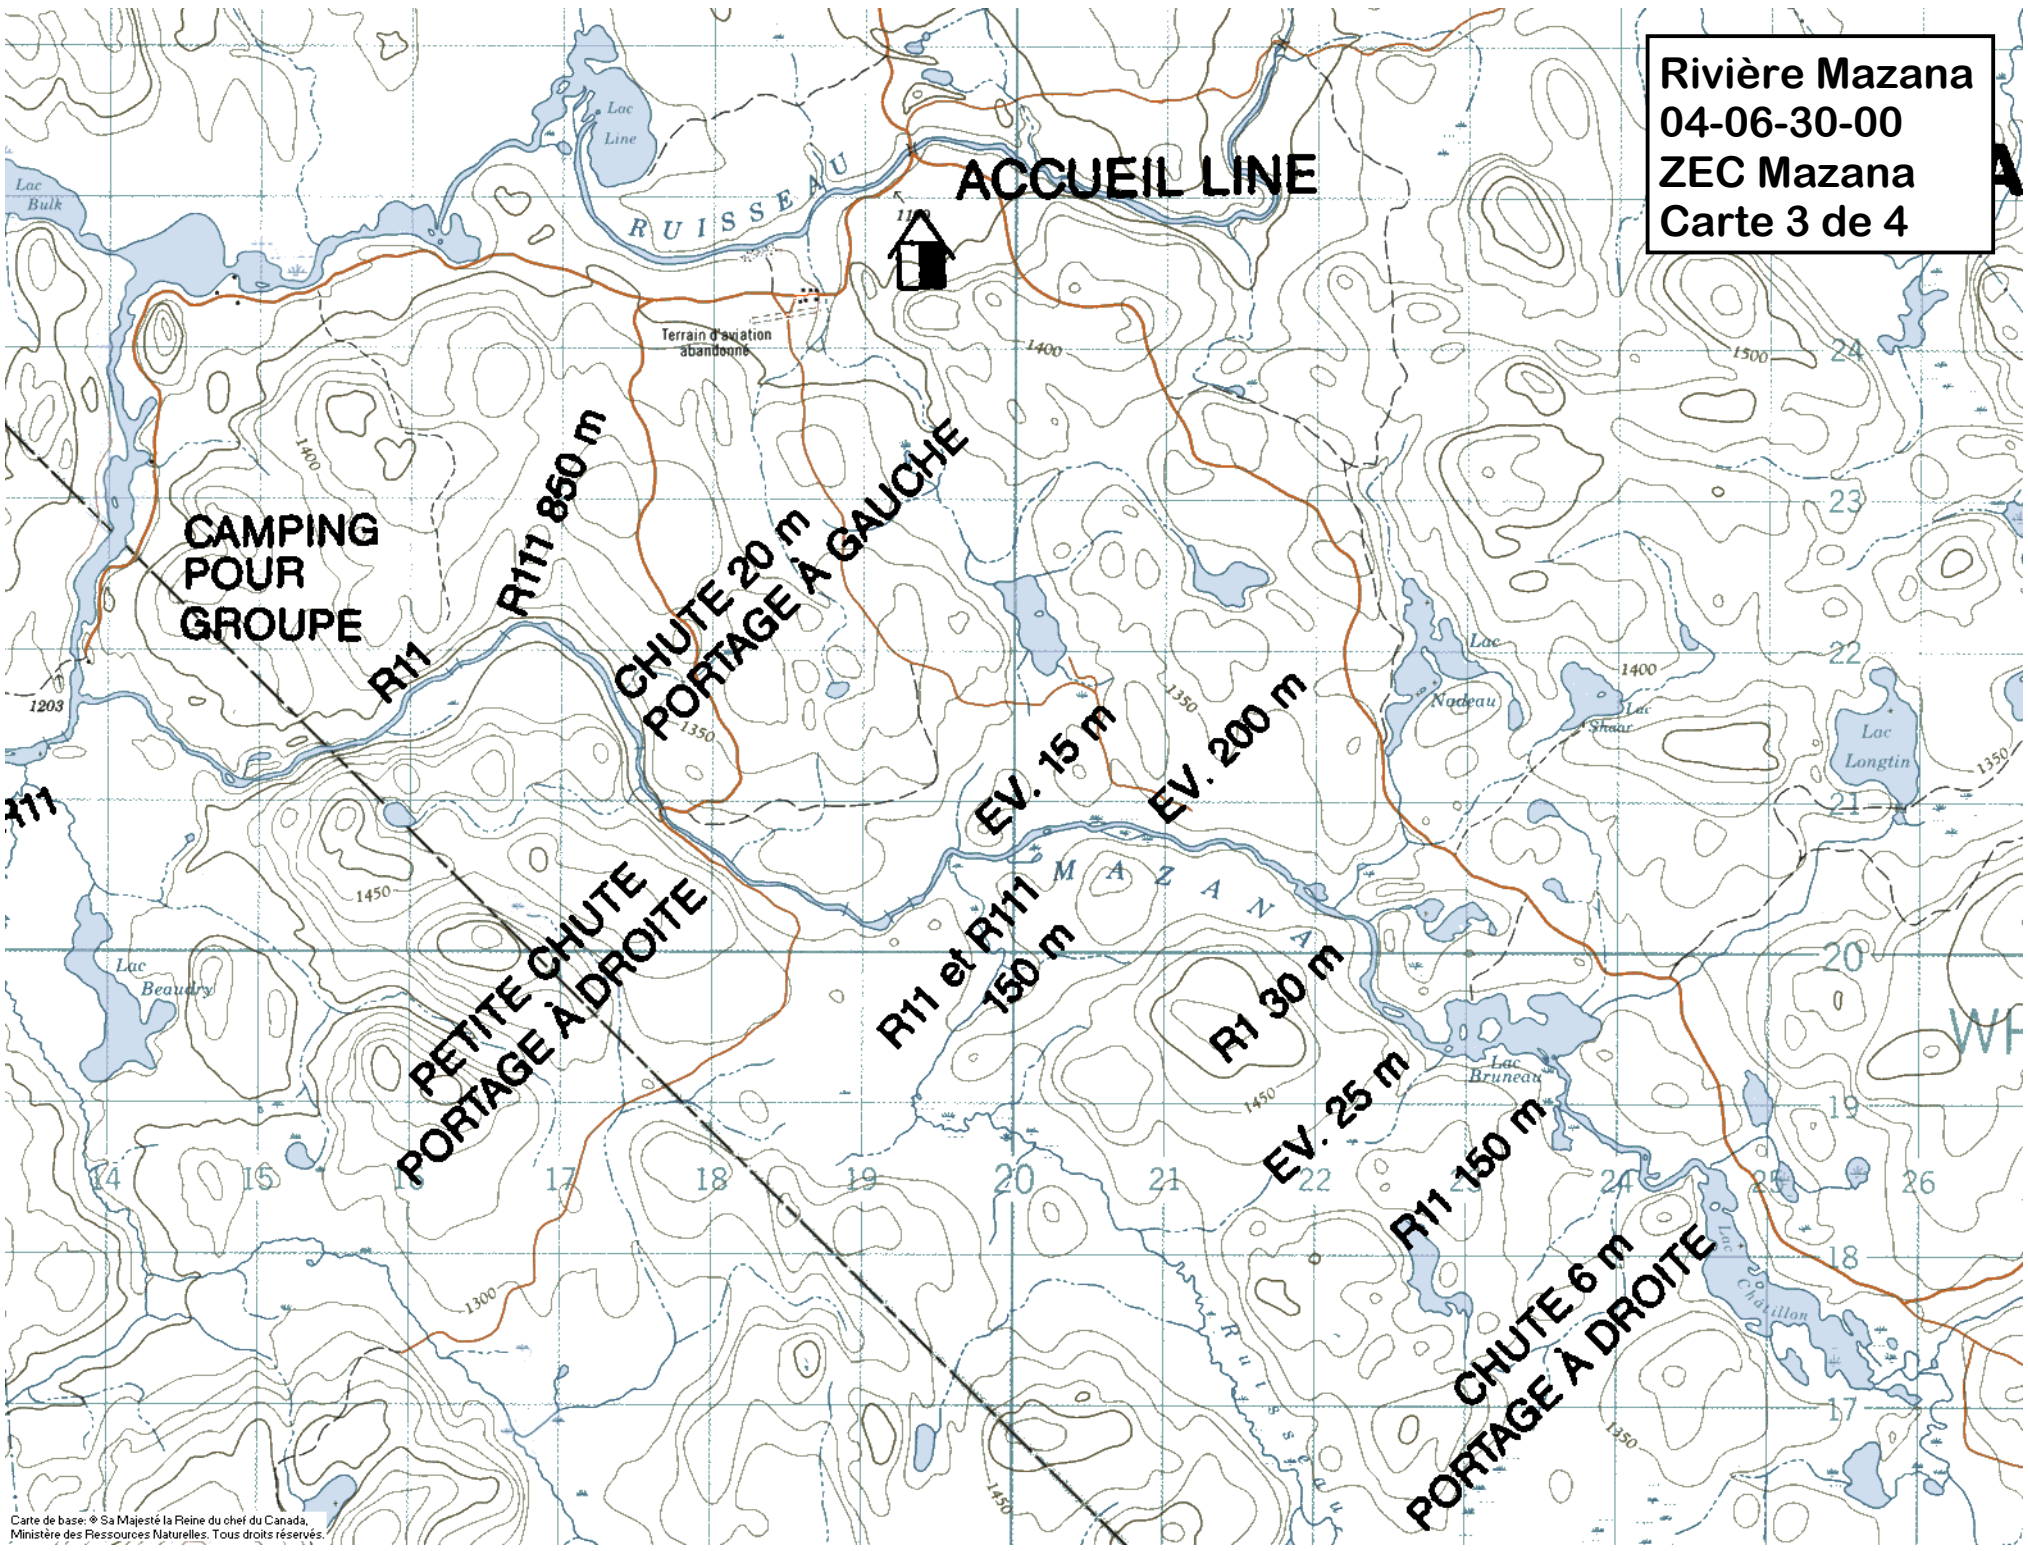 Rivière Mazana
04-06-30-00
ZEC Mazana
Carte 3 de 4
A
Lac
Line
Lac
Bulk
RUISSEAU
ACCUEIL LINE
Terrain d'aviation
abandonné
1400
1500
24
1400
R111 850 m
CHUTE 20 m
PORTAGE À GAUCHE
23
CAMPING
POUR
GROUPE
R11
1203
R11
1350
1350
EV. 15 m
EV. 200 m
Lac
Nadeau
1400
22
Lac
Shaar
Lac
Longtin
1350
21
MAZANA
1450
PETITE CHUTE
PORTAGE À DROITE
R11 et R111
150 m
R1 30 m
EV. 25 m
R11 150 m
CHUTE 6 m
PORTAGE À DROITE
Lac
Beaudry
20
Lac
Bruneau
1450
19
14 15 16 17 18 19 20 21 22 23 24 25 26
18
Lac
Châtillon
1300
Ruisseau
17
1350
1450
Carte de base: ® Sa Majesté la Reine du chef du Canada,
Ministère des Ressources Naturelles. Tous droits réservés.